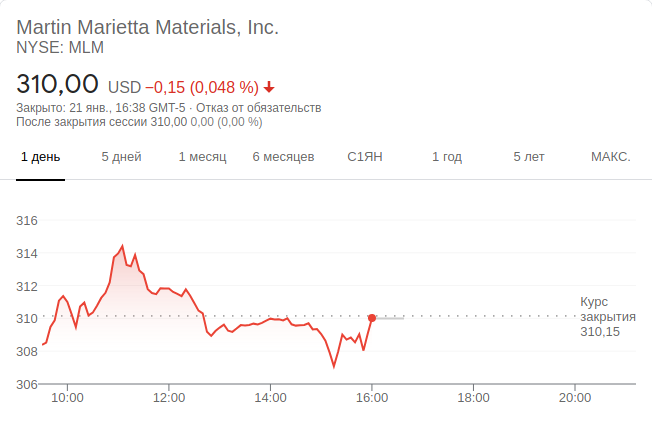 Martin Marietta Materials, Inc.
NYSE: MLM
310,00 USD −0,15 (0,048 %)
Закрыто: 21 янв., 16:38 GMT-5 · Отказ от обязательств
После закрытия сессии 310,00 0,00 (0,00 %)
1 день 5 дней 1 месяц 6 месяцев С1ЯН 1 год 5 лет МАКС.
316
314
312
310
308
306
Курс
закрытия
310,15
10:00 12:00 14:00 16:00 18:00 20:00